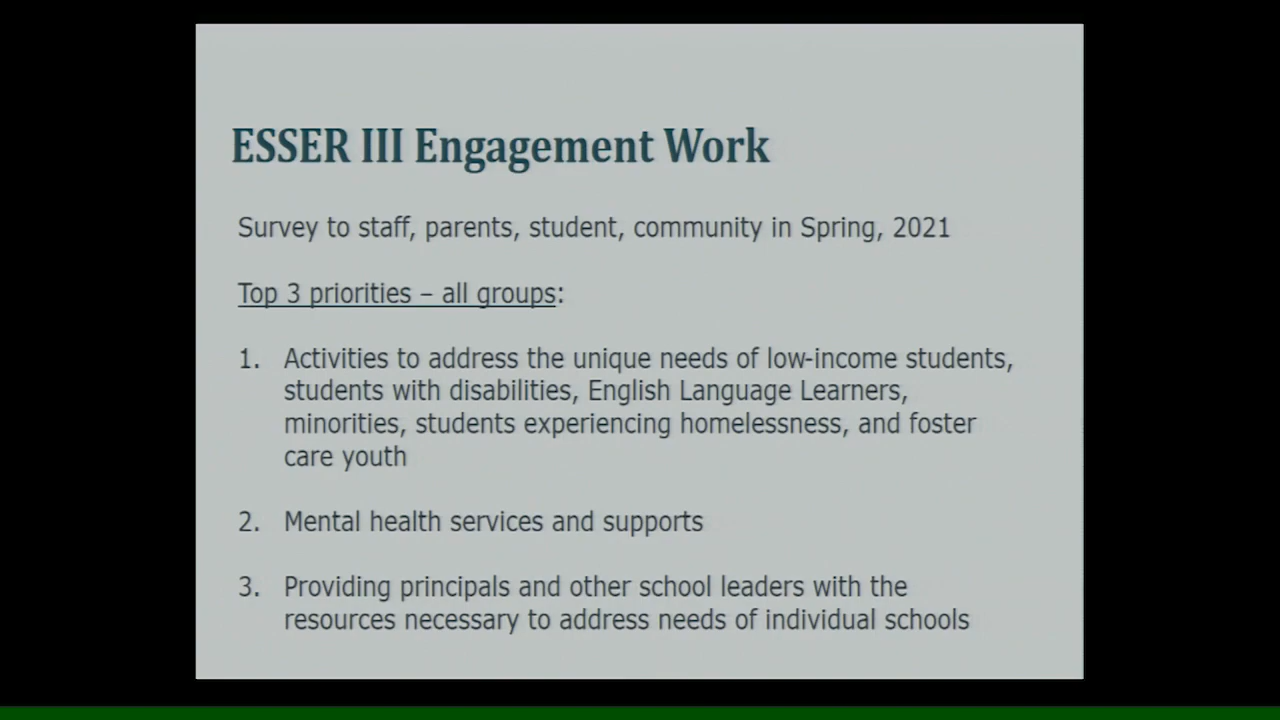 ESSER III Engagement Work
Survey to staff, parents, student, community in Spring, 2021
Top 3 priorities – all groups:
1. Activities to address the unique needs of low-income students,
students with disabilities, English Language Learners,
minorities, students experiencing homelessness, and foster
care youth
2. Mental health services and supports
3. Providing principals and other school leaders with the
resources necessary to address needs of individual schools